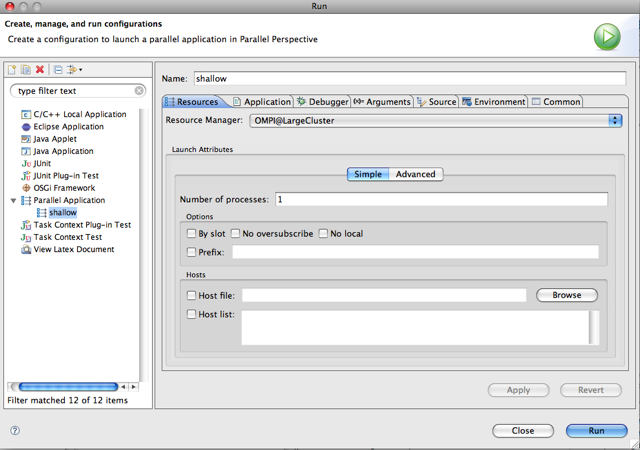 Run
Create, manage, and run configurations
Create a configuration to launch a parallel application in Parallel Perspective
type filter text
C/C++ Local Application
Eclipse Application
Java Applet
Java Application
JUnit
JUnit Plug-in Test
OSGi Framework
Parallel Application
shallow
Task Context Plug-in Test
Task Context Test
View Latex Document
Filter matched 12 of 12 items
Name: shallow
Resources Application Debugger Arguments Source Environment Common
Resource Manager: OMPI@LargeCluster
Launch Attributes
Simple Advanced
Number of processes: 1
Options
By slot No oversubscribe No local
Prefix:
Hosts
Host file: Browse
Host list:
Apply Revert
Close Run